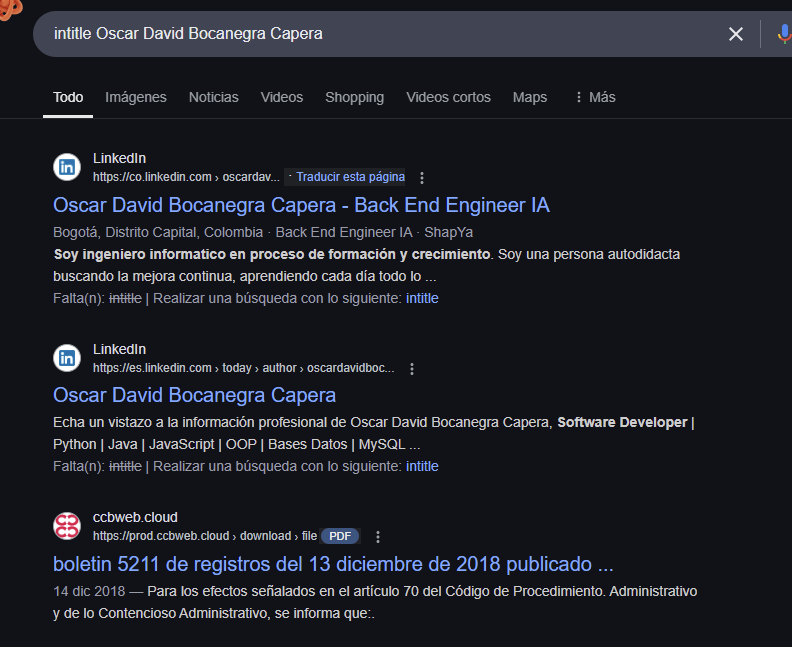 intitle Oscar David Bocanegra Capera
Todo Imágenes Noticias Videos Shopping Videos cortos Maps Más
LinkedIn
https://co.linkedin.com › oscardav... · Traducir esta página
Oscar David Bocanegra Capera - Back End Engineer IA
Bogotá, Distrito Capital, Colombia · Back End Engineer IA · ShapYa
Soy ingeniero informatico en proceso de formación y crecimiento. Soy una persona autodidacta
buscando la mejora continua, aprendiendo cada día todo lo ...
Falta(n): intitle | Realizar una búsqueda con lo siguiente: intitle
LinkedIn
https://es.linkedin.com › today › author › oscardavidboc...
Oscar David Bocanegra Capera
Echa un vistazo a la información profesional de Oscar David Bocanegra Capera, Software Developer |
Python | Java | JavaScript | OOP | Bases Datos | MySQL ...
Falta(n): intitle | Realizar una búsqueda con lo siguiente: intitle
ccbweb.cloud
https://prod.ccbweb.cloud › download › file PDF
boletin 5211 de registros del 13 diciembre de 2018 publicado ...
14 dic 2018 — Para los efectos señalados en el artículo 70 del Código de Procedimiento. Administrativo
y de lo Contencioso Administrativo, se informa que:.